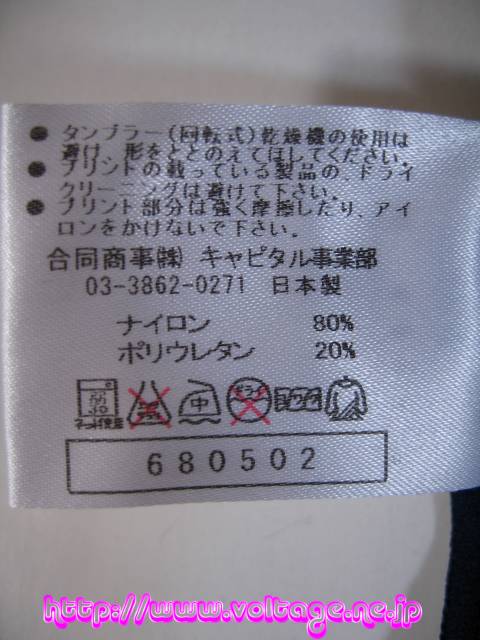 ● タンブラー(回転式)乾燥機の使用は
避け、形をととのえてほしてください。
● プリントの載っている製品の、ドライ
クリーニングは避けて下さい。
● プリント部分は強く摩擦したり、アイ
ロンをかけないで下さい。
合同商事㈱ キャピタル事業部
03-3862-0271 日本製
ナイロン 80%
ポリウレタン 20%
中 ドライ
680502
http://www.voltage.ne.jp